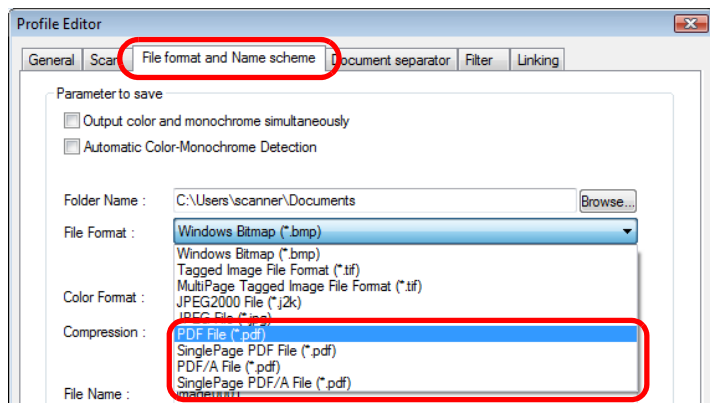 Profile Editor
General Scan File format and Name scheme Document separator Filter Linking
Parameter to save
Output color and monochrome simultaneously
Automatic Color-Monochrome Detection
Folder Name : C:\Users\scanner\Documents Browse...
File Format : Windows Bitmap (*.bmp)
Windows Bitmap (*.bmp)
Tagged Image File Format (*.tif)
MultiPage Tagged Image File Format (*.tif)
Color Format : JPEG2000 File (*.j2k)
JPEG File (*.jpg)
Compression : PDF File (*.pdf)
SinglePage PDF File (*.pdf)
PDF/A File (*.pdf)
SinglePage PDF/A File (*.pdf)
File Name : image0001